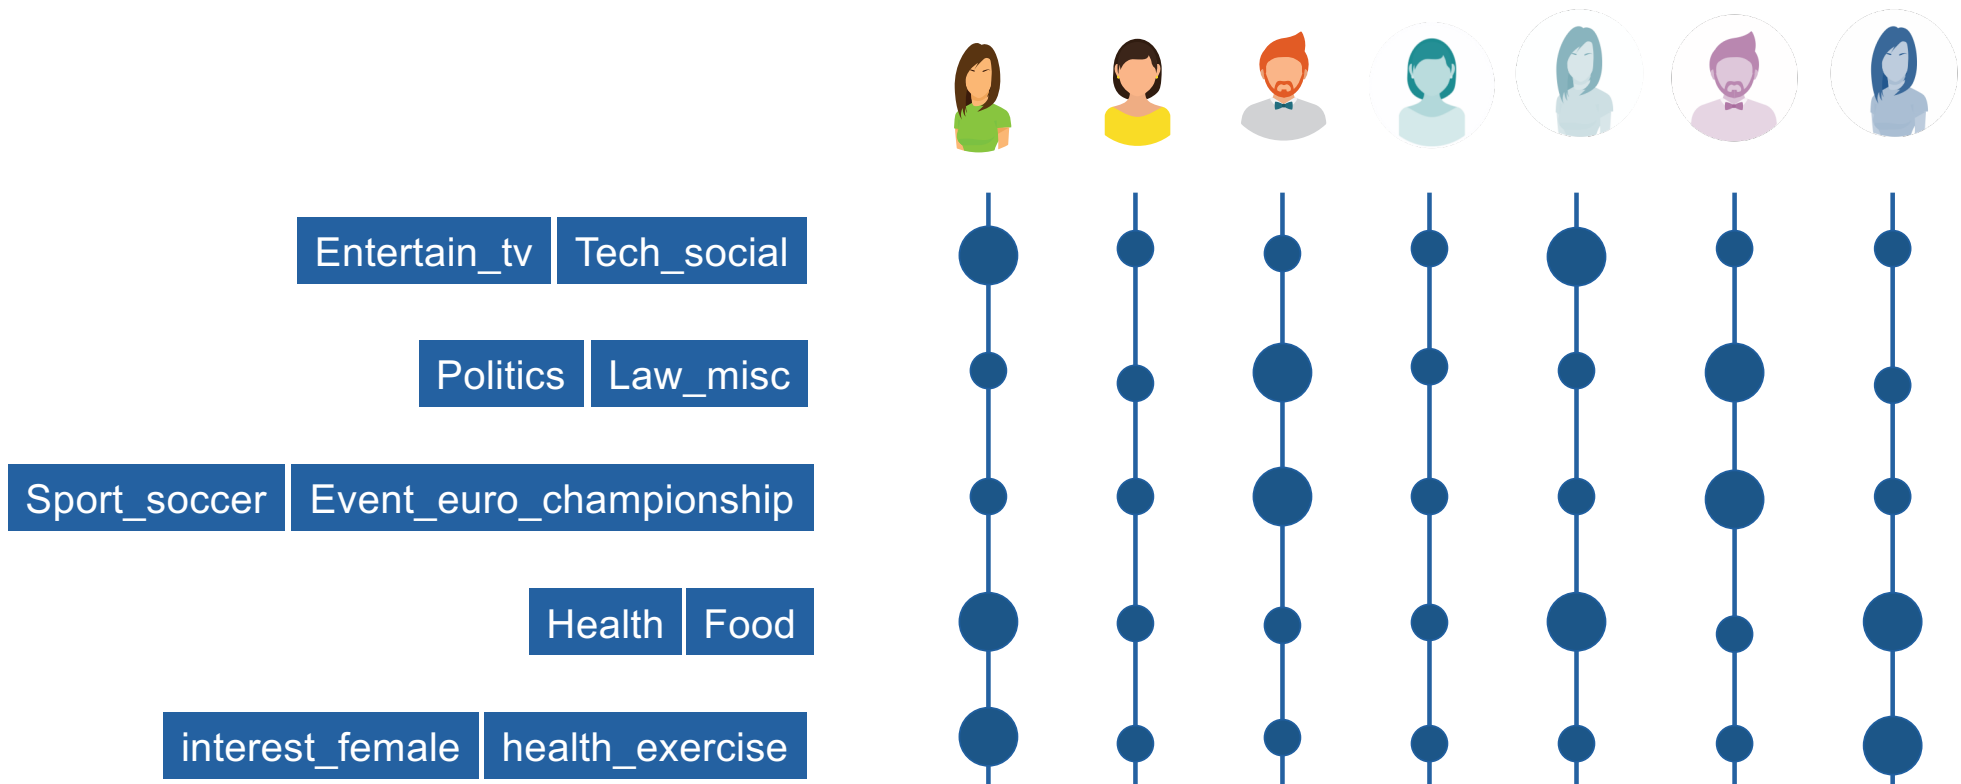 Entertain_tv Tech_social
Politics Law_misc
Sport_soccer Event_euro_championship
Health Food
interest_female health_exercise